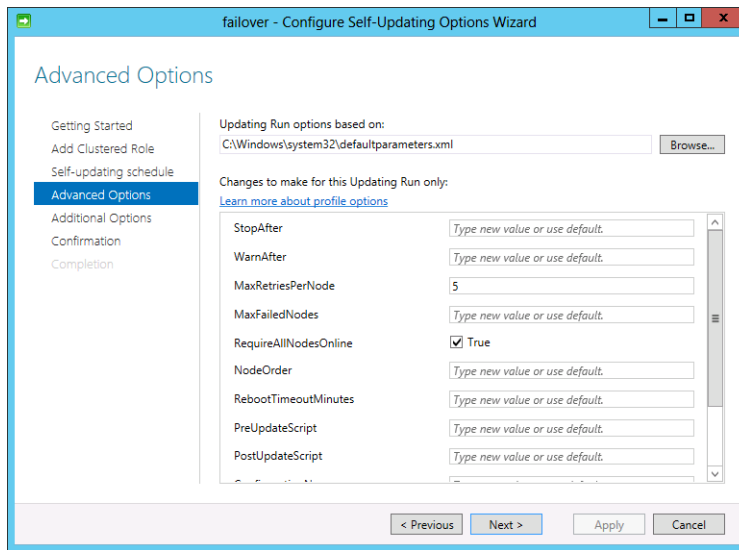 failover - Configure Self-Updating Options Wizard
Advanced Options
Getting Started
Add Clustered Role
Self-updating schedule
Advanced Options
Additional Options
Confirmation
Completion
Updating Run options based on:
C:\Windows\system32\defaultparameters.xml
Browse...
Changes to make for this Updating Run only:
Learn more about profile options
StopAfter Type new value or use default.
WarnAfter Type new value or use default.
MaxRetriesPerNode 5
MaxFailedNodes Type new value or use default.
RequireAllNodesOnline True
NodeOrder Type new value or use default.
RebootTimeoutMinutes Type new value or use default.
PreUpdateScript Type new value or use default.
PostUpdateScript Type new value or use default.
< Previous Next > Apply Cancel